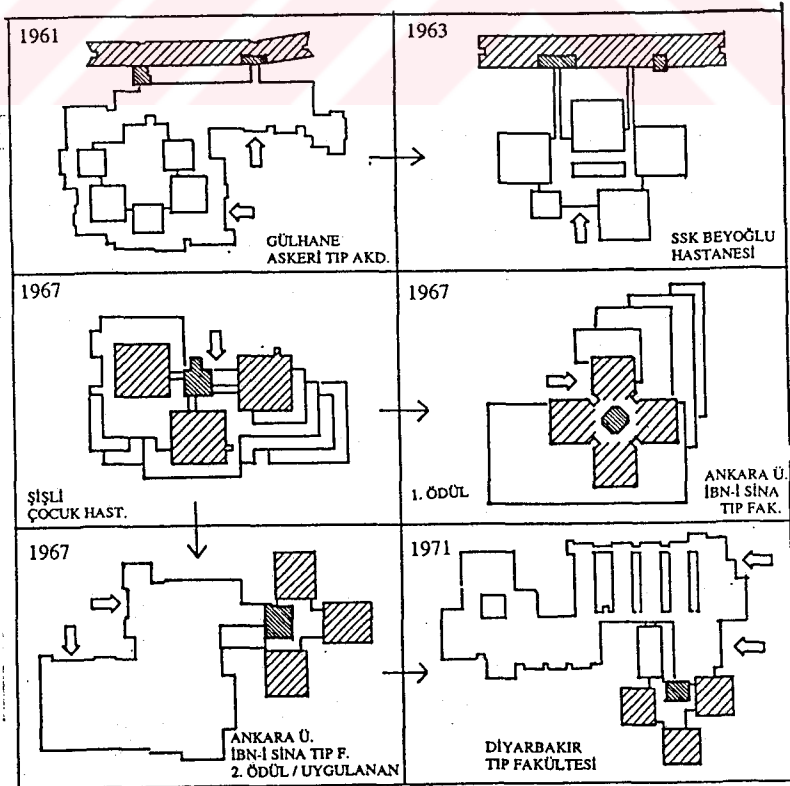 1961
GÜLHANE
ASKERİ TIP AKD.
1963
SSK BEYOĞLU
HASTANESİ
1967
ŞİŞLİ
ÇOCUK HAST.
1967
1. ÖDÜL
ANKARA Ü.
İBN-İ SİNA
TIP FAK.
1967
ANKARA Ü.
İBN-İ SİNA TIP F.
2. ÖDÜL / UYGULANAN
1971
DİYARBAKIR
TIP FAKÜLTESİ